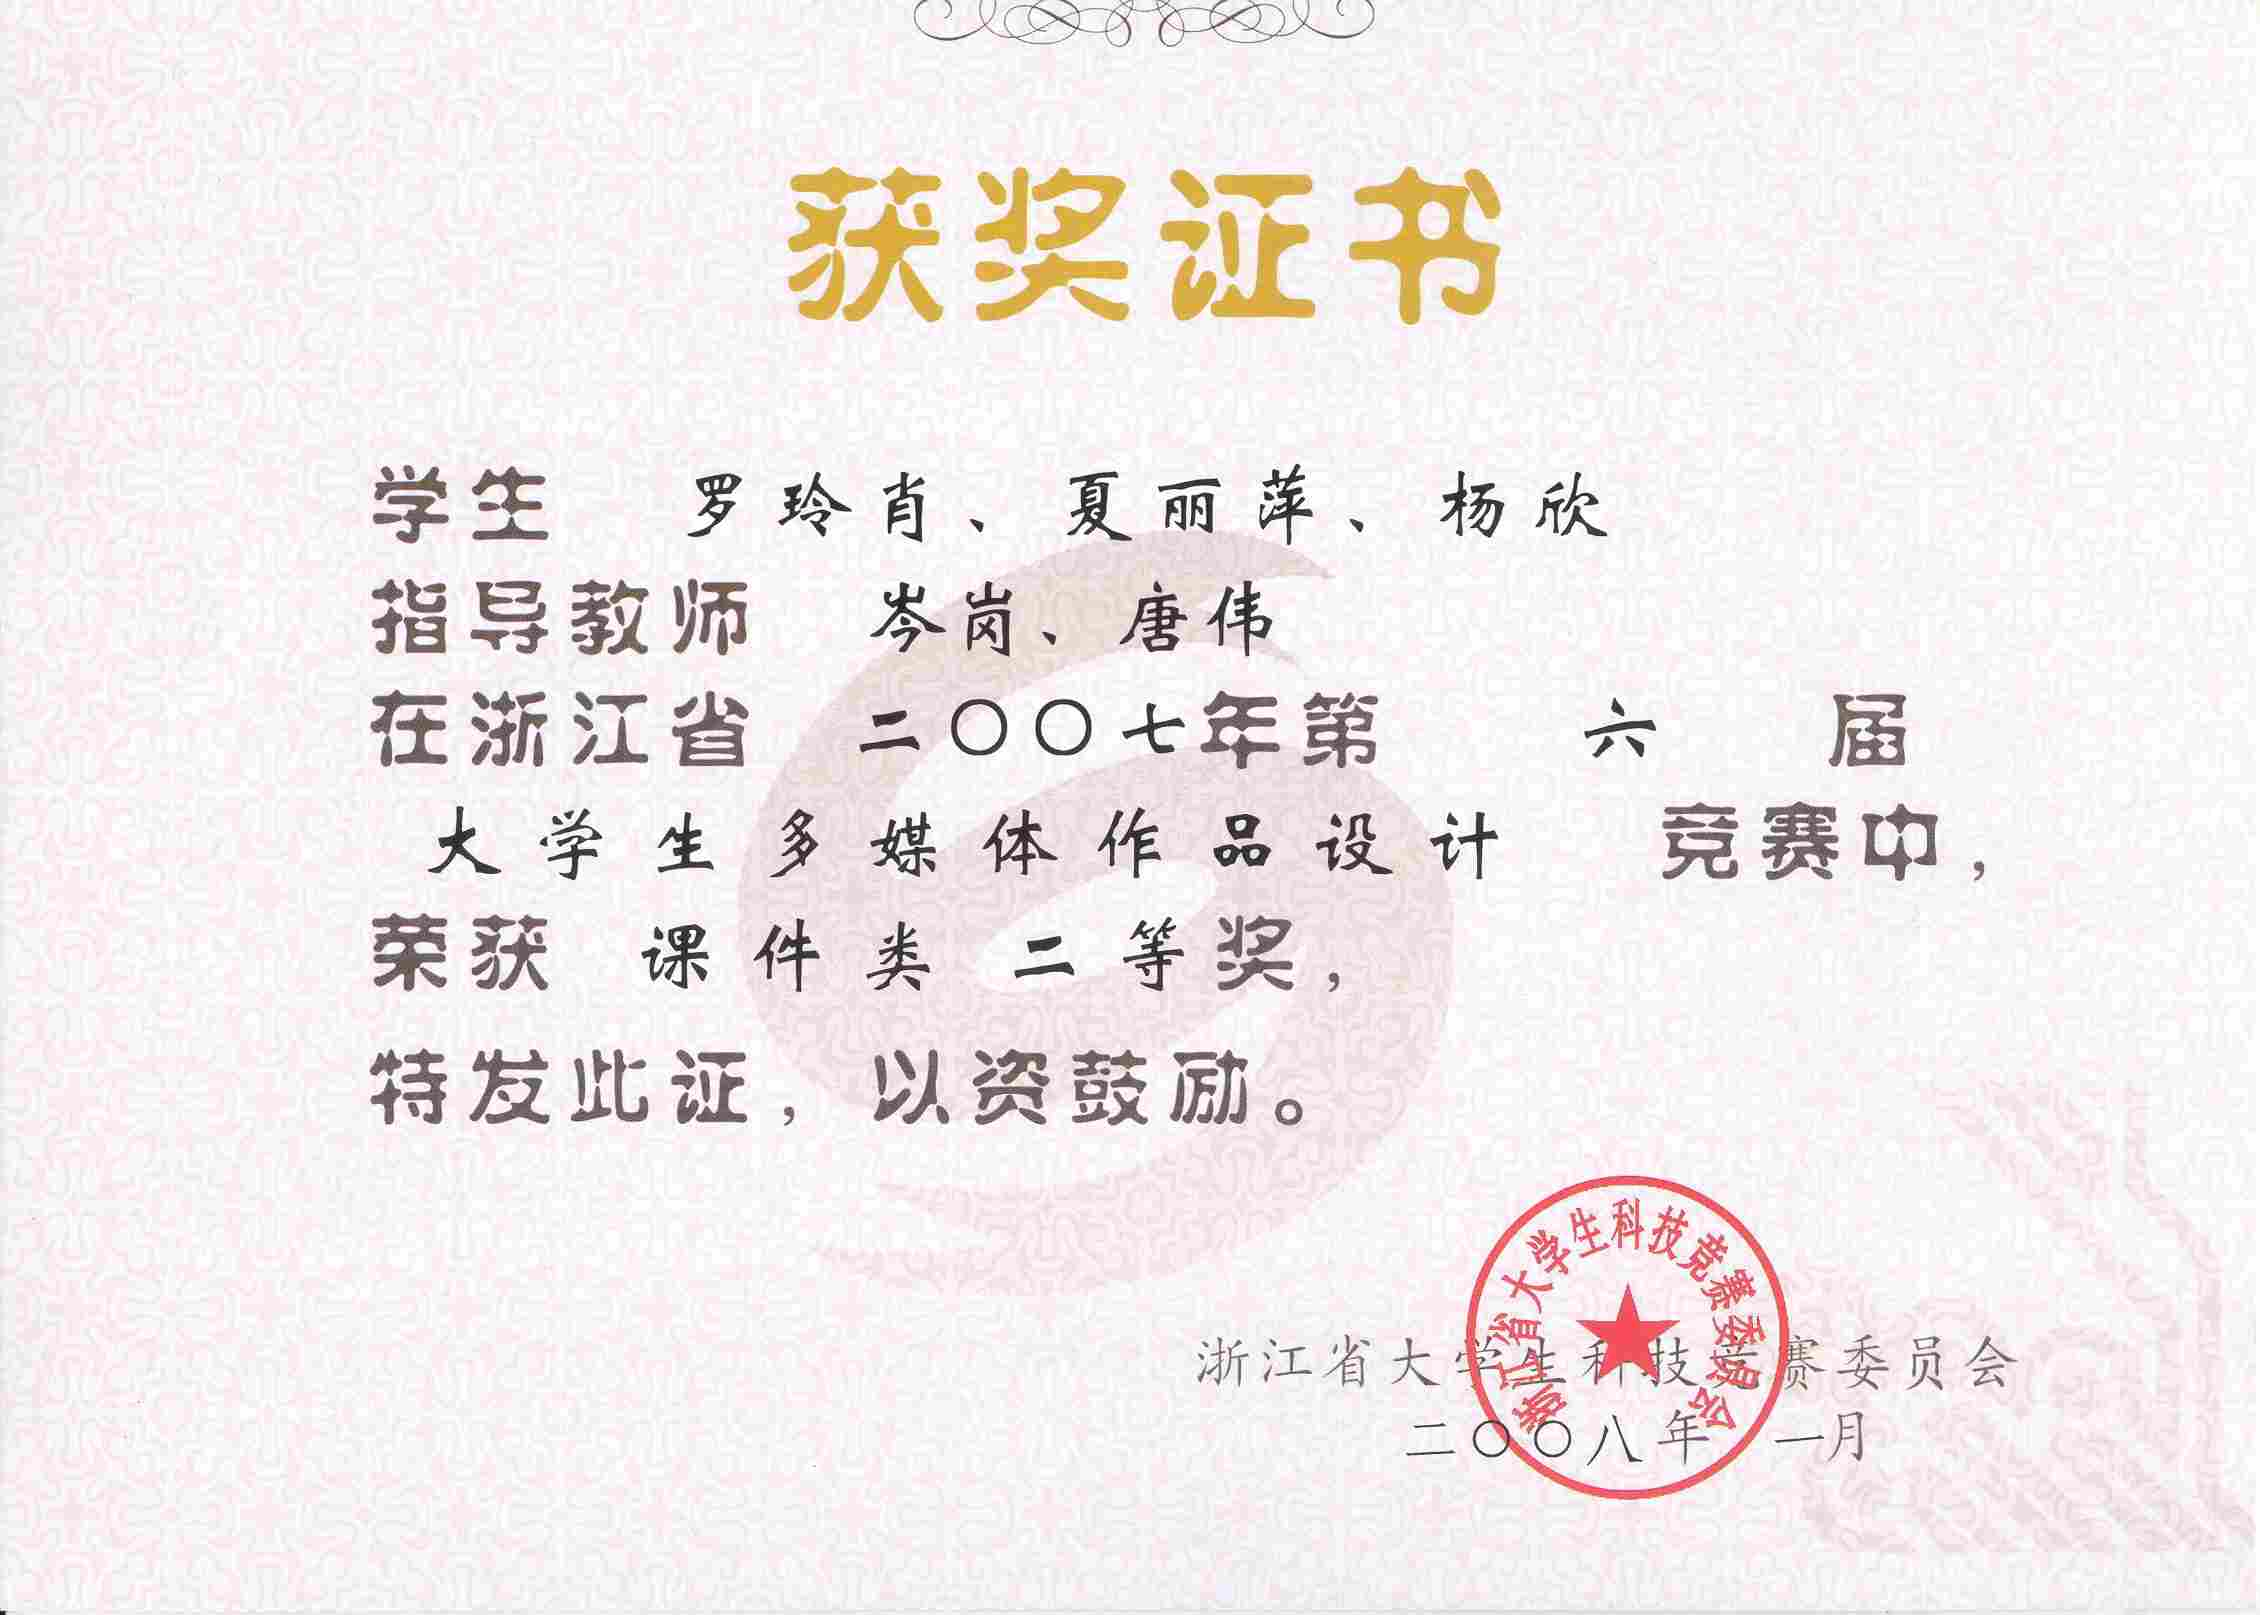 获奖证书
学生 罗玲肖、夏丽萍、杨欣
指导教师 岑岗、唐伟
在浙江省 二〇〇七年第 六 届
大学生多媒体作品设计 竞赛中，
荣获 课件类二等奖，
特发此证，以资鼓励。
浙江省大学生科技竞赛委员会
浙江省大学生科技竞赛委员会
二〇〇八年 一月